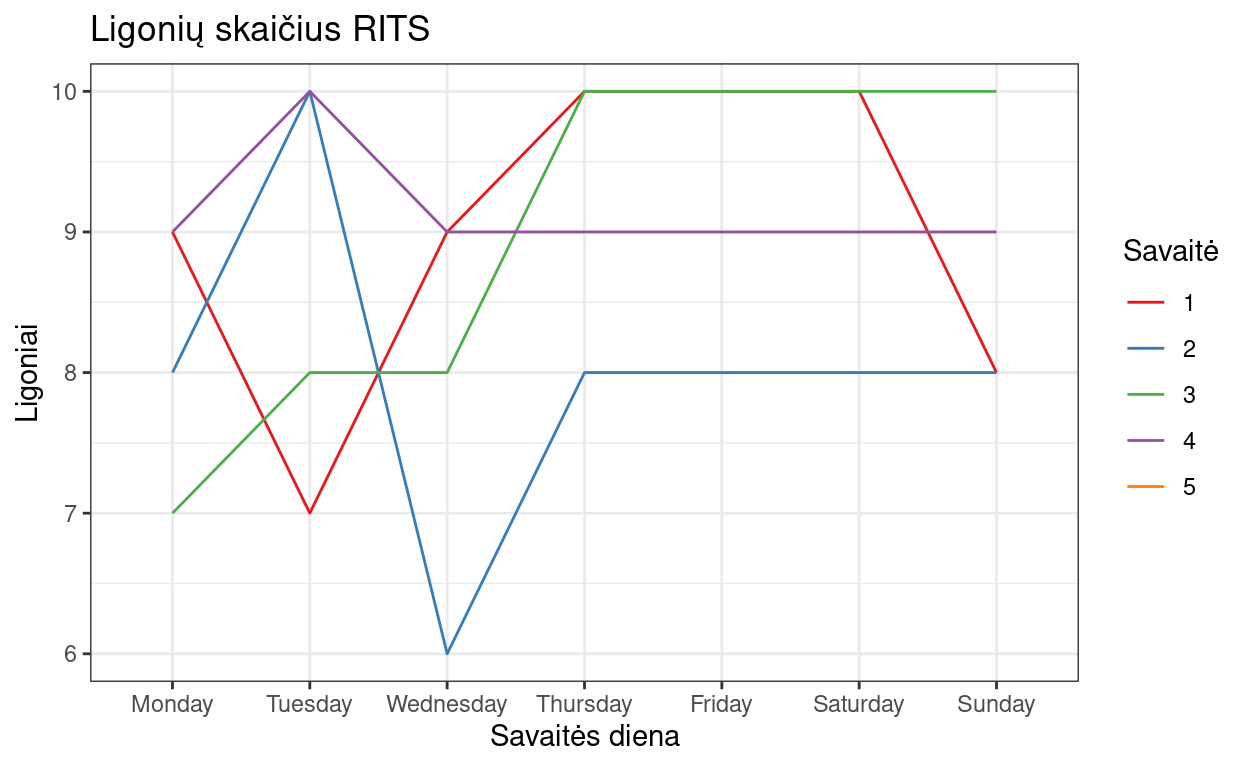 Ligonių skaičius RITS
Ligoniai
10
9
8
7
6
Monday Tuesday Wednesday Thursday Friday Saturday Sunday
Savaitės diena
Savaitė
1
2
3
4
5